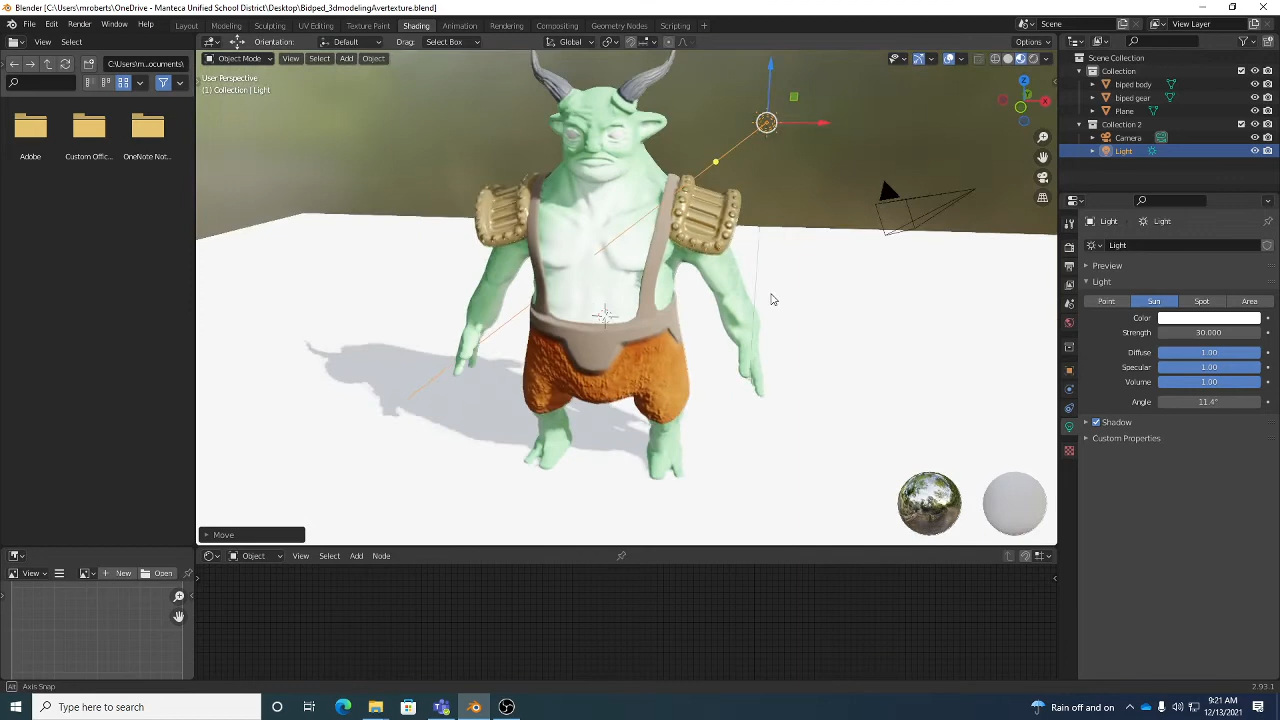 Blender [C:\Users\mroberts\OneDrive - Manteca Unified School District\Desktop\Bidped_3dmodelingAvertexture.blend]
File Edit Render Window Help Layout Modeling Sculpting UV Editing Texture Paint Shading Animation Rendering Compositing Geometry Nodes Scripting + Scene View Layer
View Select Orientation: Default Drag: Select Box Global Options
C:\Users\m...ocuments\ Object Mode View Select Add Object
User Perspective
(1) Collection | Light
Adobe Custom Offic... OneNote Not...
Scene Collection
Collection
biped body
biped gear
Plane
Collection 2
Camera
Light
Z
Y
X
Light Light
Light
Preview
Light
Point Sun Spot Area
Color
Strength 30.000
Diffuse 1.00
Specular 1.00
Volume 1.00
Angle 11.4°
Shadow
Custom Properties
Move
Object View Select Add Node
View New Open
Alt Axis Snap 2.93.1
Type here to search
Rain off and on
9:21 AM
12/13/2021